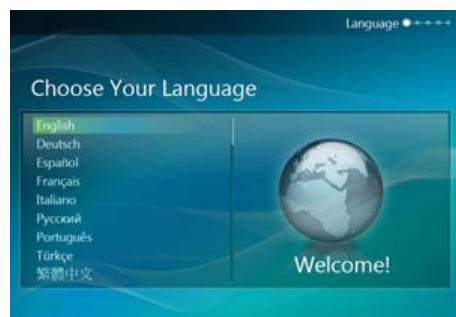 Language
Choose Your Language
English
Deutsch
Español
Français
Italiano
Русский
Português
Türkçe
繁體中文
Welcome!